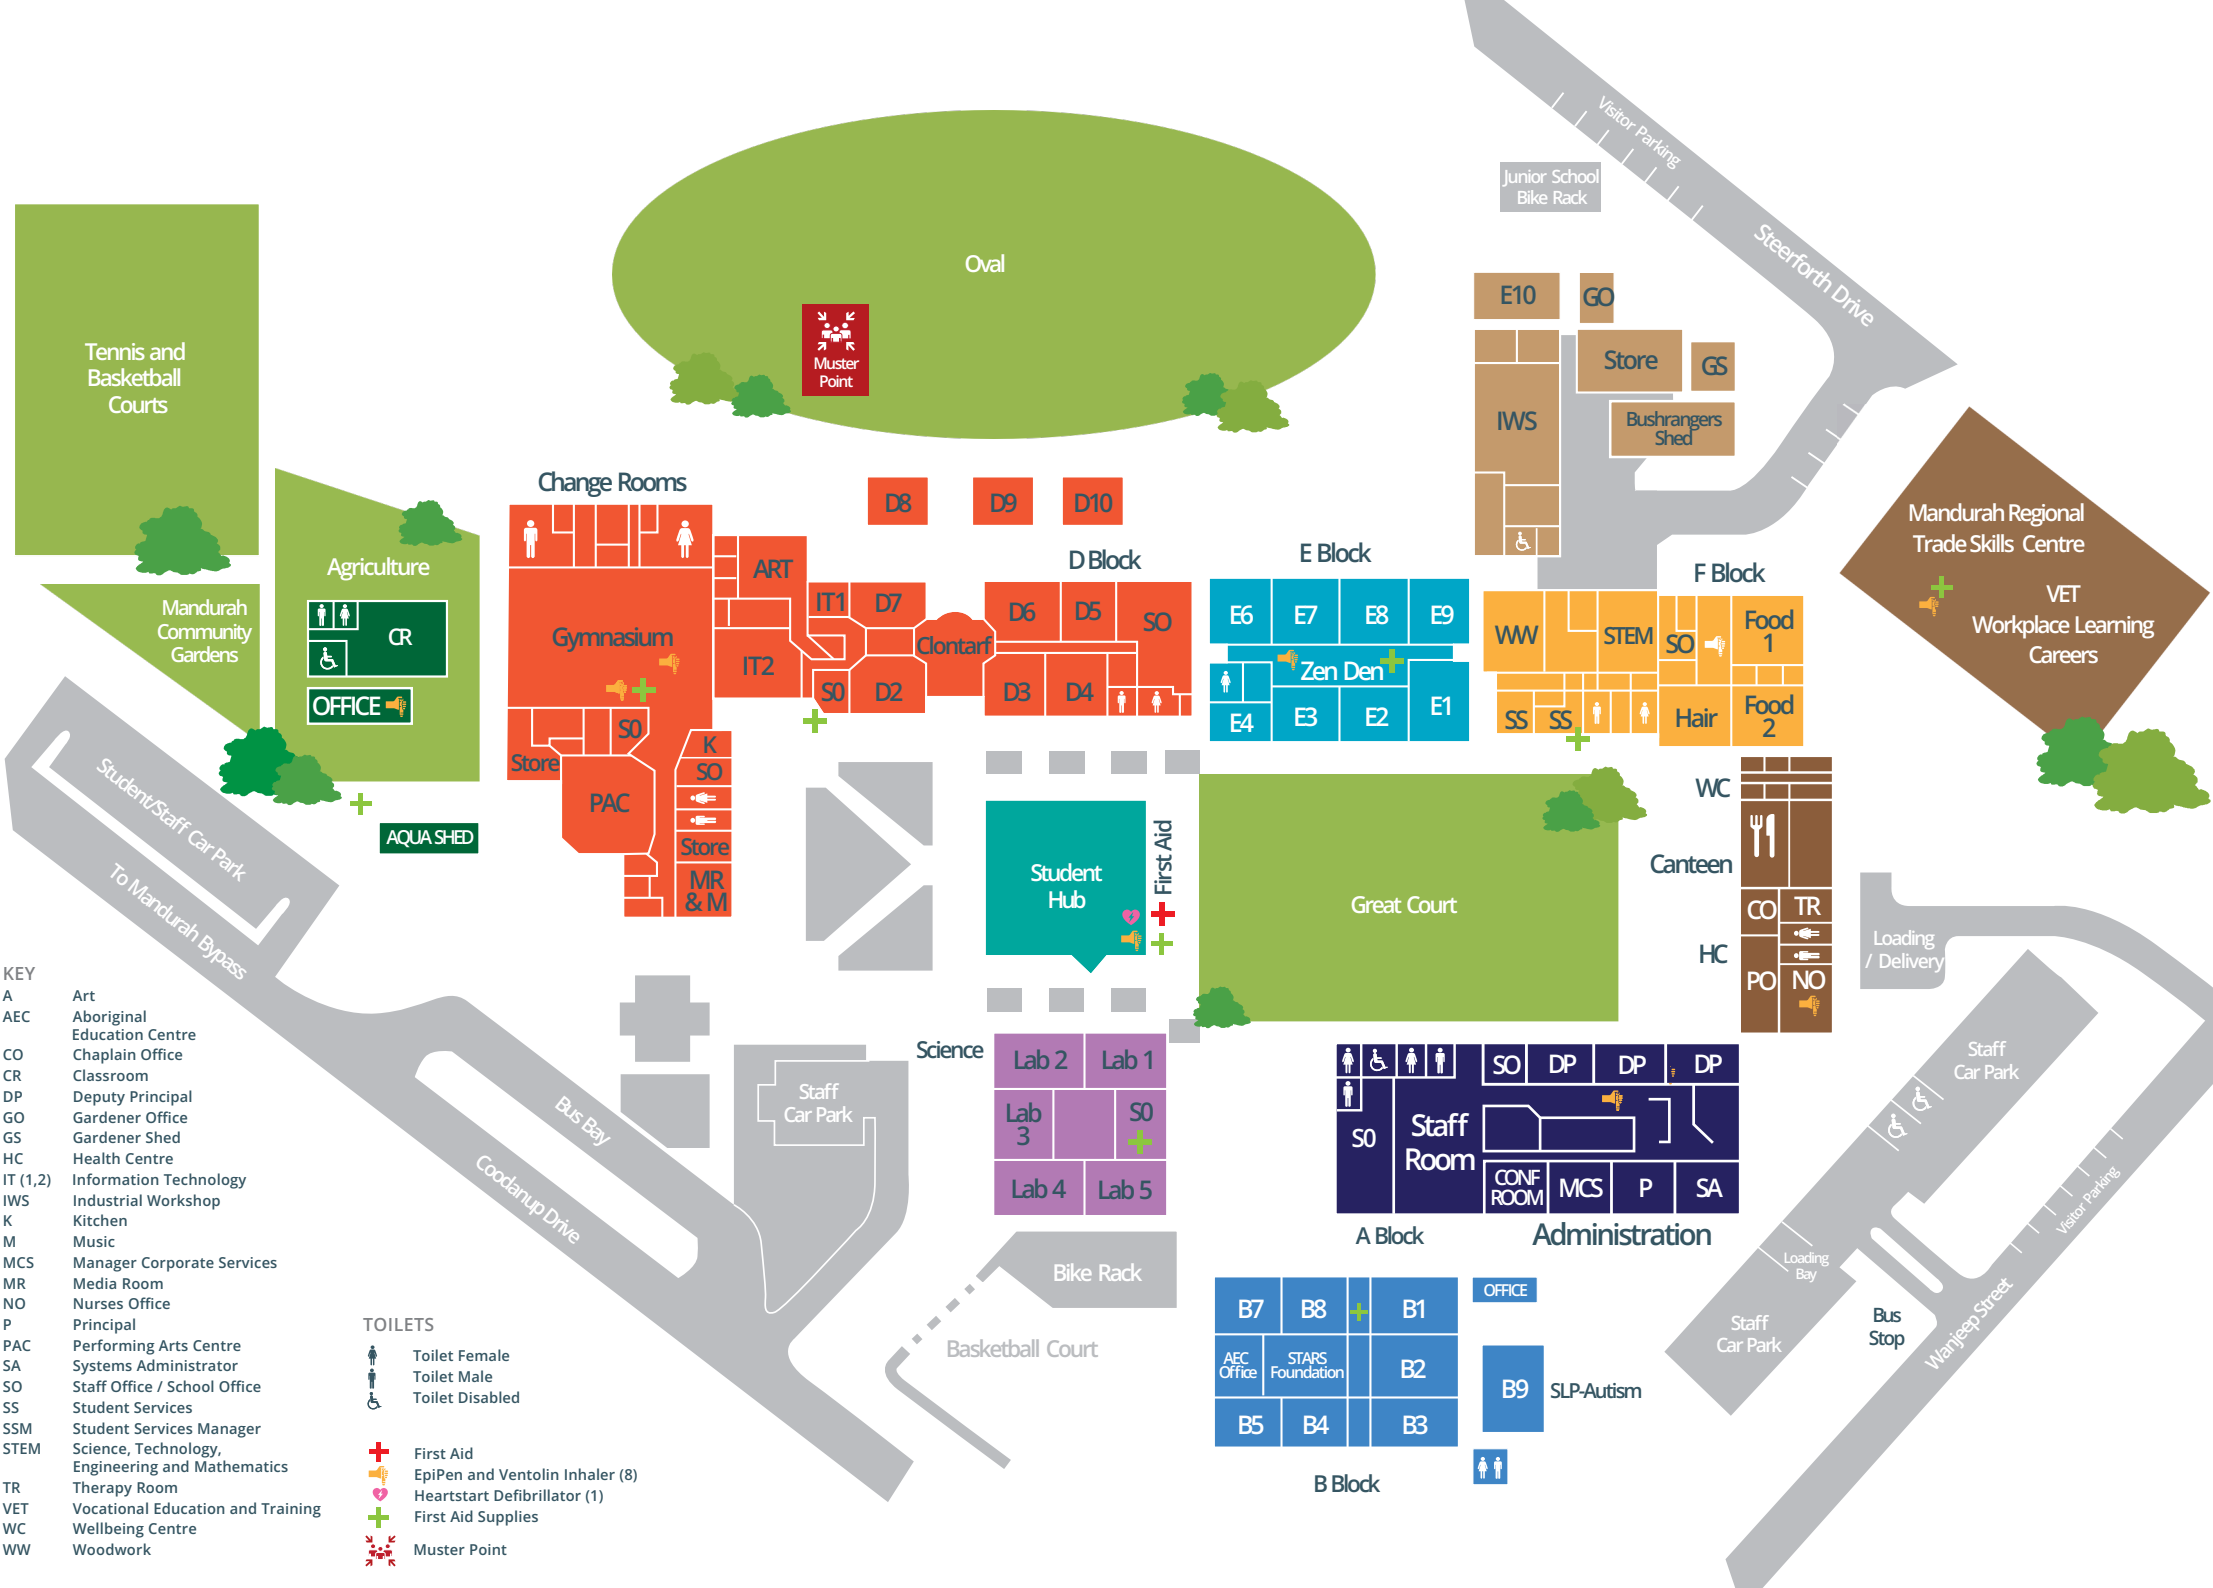 Visitor Parking
Junior School
Bike Rack
Steerforth Drive
Oval
Muster
Point
Tennis and
Basketball
Courts
E10
GO
Store
GS
IWS
Bushrangers
Shed
Mandurah Regional
Trade Skills Centre
VET
Workplace Learning
Careers
Change Rooms
D8
D9
D10
D Block
E Block
F Block
Agriculture
CR
OFFICE
Mandurah
Community
Gardens
Gymnasium
ART
IT1
D7
IT2
S0
D2
Clontarf
D6
D5
SO
D3
D4
E6
E7
E8
E9
Zen Den
E4
E3
E2
E1
WW
STEM
SO
Food
1
SS
SS
Hair
Food
2
S0
Store
K
SO
PAC
Store
MR
& M
AQUA SHED
Student/Staff Car Park
To Mandurah Bypass
Student
Hub
First Aid
Great Court
WC
Canteen
HC
CO
TR
PO
NO
Loading
/ Delivery
Staff
Car Park
Science
Lab 2
Lab 1
Lab
3
S0
Lab 4
Lab 5
Staff
Car Park
Bus Bay
Coodanup Drive
SO
DP
DP
DP
S0
Staff
Room
CONF
ROOM
MCS
P
SA
A Block
Administration
Visitor Parking
Loading
Bay
Staff
Car Park
Bus
Stop
Wanjeep Street
Bike Rack
Basketball Court
B7
B8
B1
AEC
Office
STARS
Foundation
B2
B5
B4
B3
B Block
OFFICE
B9
SLP-Autism
KEY
A Art
AEC Aboriginal
Education Centre
CO Chaplain Office
CR Classroom
DP Deputy Principal
GO Gardener Office
GS Gardener Shed
HC Health Centre
IT (1,2) Information Technology
IWS Industrial Workshop
K Kitchen
M Music
MCS Manager Corporate Services
MR Media Room
NO Nurses Office
P Principal
PAC Performing Arts Centre
SA Systems Administrator
SO Staff Office / School Office
SS Student Services
SSM Student Services Manager
STEM Science, Technology,
Engineering and Mathematics
TR Therapy Room
VET Vocational Education and Training
WC Wellbeing Centre
WW Woodwork
TOILETS
Toilet Female
Toilet Male
Toilet Disabled
First Aid
EpiPen and Ventolin Inhaler (8)
Heartstart Defibrillator (1)
First Aid Supplies
Muster Point